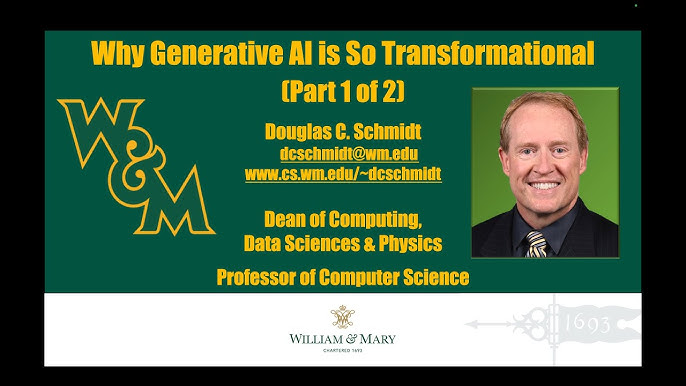 Why Generative AI is So Transformational
(Part 1 of 2)
W&M
Douglas C. Schmidt
dcschmidt@wm.edu
www.cs.wm.edu/~dcschmidt
Dean of Computing,
Data Sciences & Physics
Professor of Computer Science
WILLIAM & MARY
CHARTERED 1693
1693